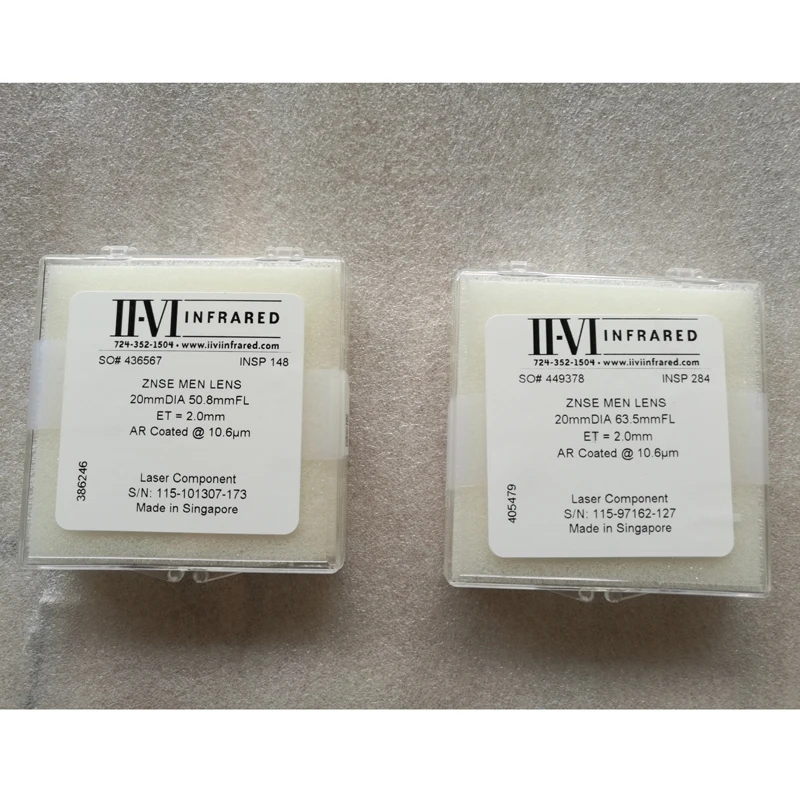 II-VI INFRARED
724-352-1504 • www.iiviinfrared.com
SO# 436567 INSP 148
ZNSE MEN LENS
20mmDIA 50.8mmFL
ET = 2.0mm
AR Coated @ 10.6µm
386246
Laser Component
S/N: 115-101307-173
Made in Singapore
II-VI INFRARED
724-352-1504 • www.iiviinfrared.com
SO# 449378 INSP 284
ZNSE MEN LENS
20mmDIA 63.5mmFL
ET = 2.0mm
AR Coated @ 10.6µm
405479
Laser Component
S/N: 115-97162-127
Made in Singapore